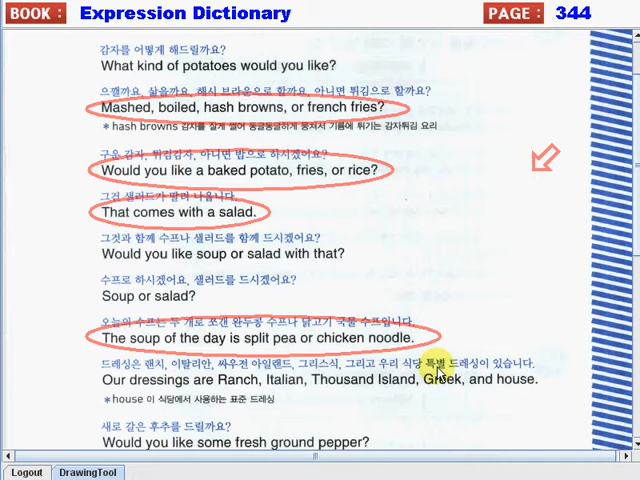 BOOK: Expression Dictionary PAGE: 344
감자를 어떻게 해드릴까요?
What kind of potatoes would you like?
으깰까요, 삶을까요, 해시 브라운으로 할까요, 아니면 튀김으로 할까요?
Mashed, boiled, hash browns, or french fries?
* hash browns 감자를 잘게 썰어 동글동글하게 뭉쳐서 기름에 튀기는 감자튀김 요리
구운 감자, 튀김감자, 아니면 밥으로 하시겠어요?
Would you like a baked potato, fries, or rice?
그건 샐러드가 딸려 나옵니다.
That comes with a salad.
그것과 함께 수프나 샐러드를 함께 드시겠어요?
Would you like soup or salad with that?
수프로 하시겠어요, 샐러드를 드시겠어요?
Soup or salad?
오늘의 수프는 두 개로 쪼갠 완두콩 수프나 닭고기 국물 수프입니다.
The soup of the day is split pea or chicken noodle.
드레싱은 랜치, 이탈리안, 싸우전 아일랜드, 그리스식, 그리고 우리 식당 특별 드레싱이 있습니다.
Our dressings are Ranch, Italian, Thousand Island, Greek, and house.
* house 이 식당에서 사용하는 표준 드레싱
새로 갈은 후추를 드릴까요?
Would you like some fresh ground pepper?
Logout DrawingTool